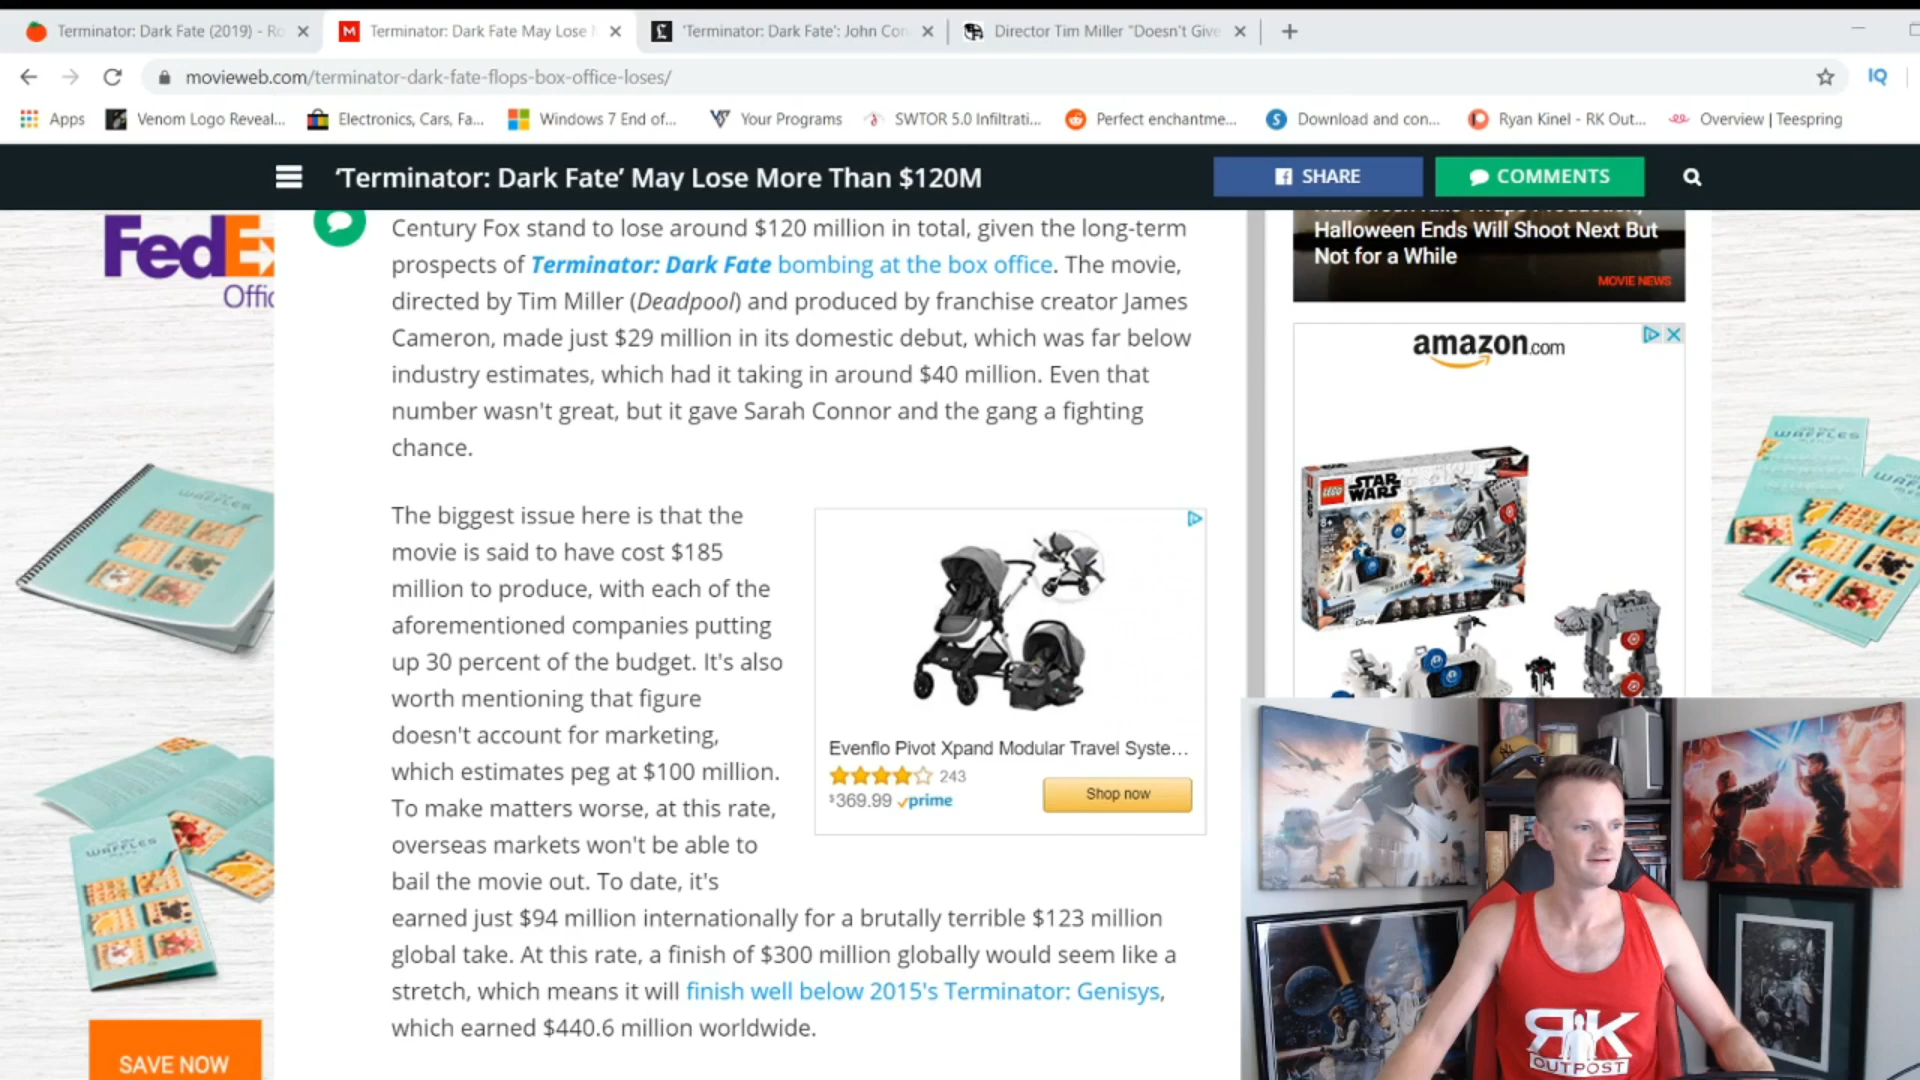 Terminator: Dark Fate (2019) - Ro
Terminator: Dark Fate May Lose
'Terminator: Dark Fate': John Con
Director Tim Miller "Doesn't Give
movieweb.com/terminator-dark-fate-flops-box-office-loses/
IQ
Apps
Venom Logo Reveal...
Electronics, Cars, Fa...
Windows 7 End of...
Your Programs
SWTOR 5.0 Infiltrati...
Perfect enchantme...
Download and con...
Ryan Kinel - RK Out...
Overview | Teespring
'Terminator: Dark Fate' May Lose More Than $120M
SHARE
COMMENTS
FedEx
Offic
Century Fox stand to lose around $120 million in total, given the long-term
prospects of Terminator: Dark Fate bombing at the box office. The movie,
directed by Tim Miller (Deadpool) and produced by franchise creator James
Cameron, made just $29 million in its domestic debut, which was far below
industry estimates, which had it taking in around $40 million. Even that
number wasn't great, but it gave Sarah Connor and the gang a fighting
chance.
The biggest issue here is that the
movie is said to have cost $185
million to produce, with each of the
aforementioned companies putting
up 30 percent of the budget. It's also
worth mentioning that figure
doesn't account for marketing,
which estimates peg at $100 million.
To make matters worse, at this rate,
overseas markets won't be able to
bail the movie out. To date, it's
earned just $94 million internationally for a brutally terrible $123 million
global take. At this rate, a finish of $300 million globally would seem like a
stretch, which means it will finish well below 2015's Terminator: Genisys,
which earned $440.6 million worldwide.
Evenflo Pivot Xpand Modular Travel Syste...
243
$369.99 prime
Shop now
Halloween Ends Will Shoot Next But
Not for a While
MOVIE NEWS
amazon.com
LEGO STAR WARS
8+
WAFFLES
WAFFLES
WAFFLES
SAVE NOW
RK
OUTPOST